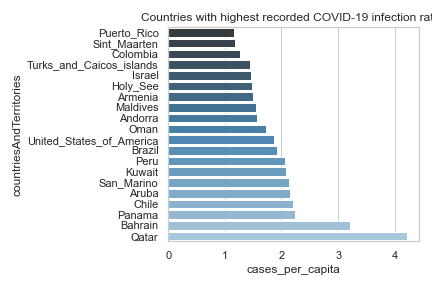 Countries with highest recorded COVID-19 infection rat
Puerto_Rico
Sint_Maarten
Colombia
Turks_and_Caicos_islands
Israel
Holy_See
Armenia
Maldives
Andorra
Oman
United_States_of_America
Brazil
Peru
Kuwait
San_Marino
Aruba
Chile
Panama
Bahrain
Qatar
countriesAndTerritories
0 1 2 3 4
cases_per_capita